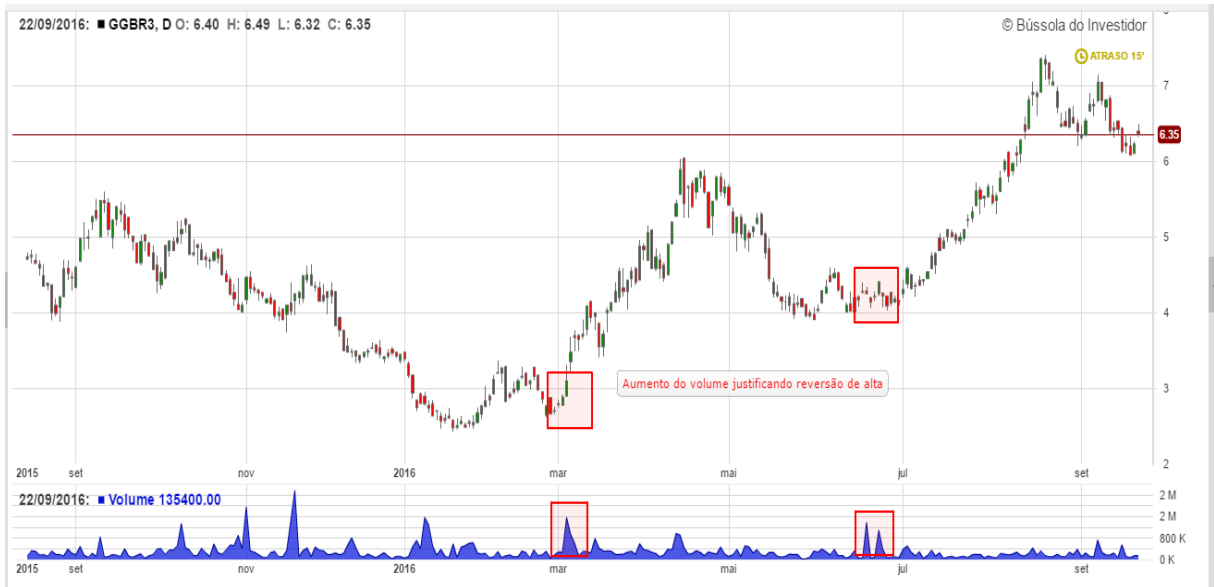 22/09/2016: ■ GGBR3, D O: 6.40 H: 6.49 L: 6.32 C: 6.35
© Bússola do Investidor
ATRASO 15'
7
6.35
6
5
4
3
Aumento do volume justificando reversão de alta
2
2015 set nov 2016 mar mai jul set
22/09/2016: ■ Volume 135400.00
2 M
2 M
800 K
0 K
2015 set nov 2016 mar mai jul set